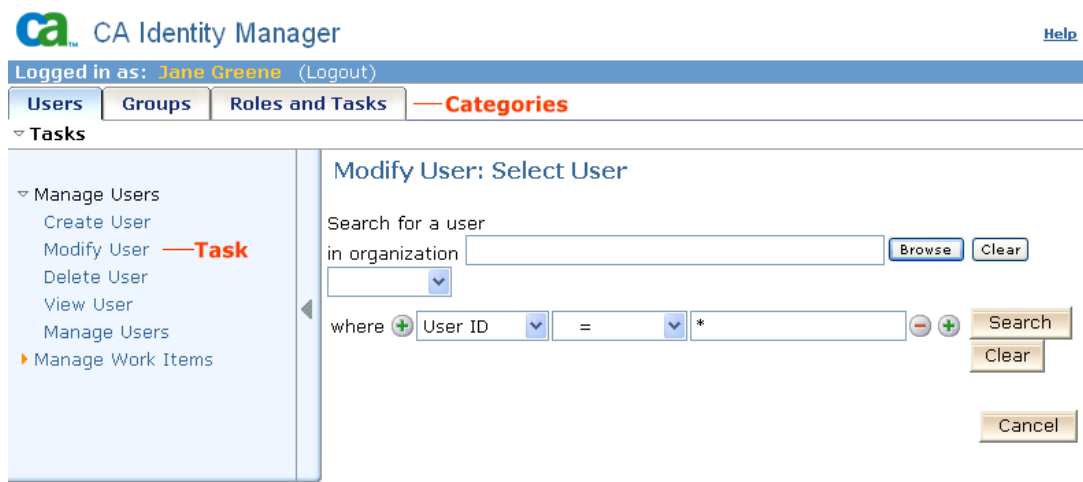 ca™ CA Identity Manager
Help
Logged in as: Jane Greene (Logout)
Users Groups Roles and Tasks Categories
Tasks
Modify User: Select User
Manage Users
Create User
Search for a user
Modify User Task
in organization Browse Clear
Delete User
View User
Manage Users
where User ID = * Search
Manage Work Items
Clear
Cancel